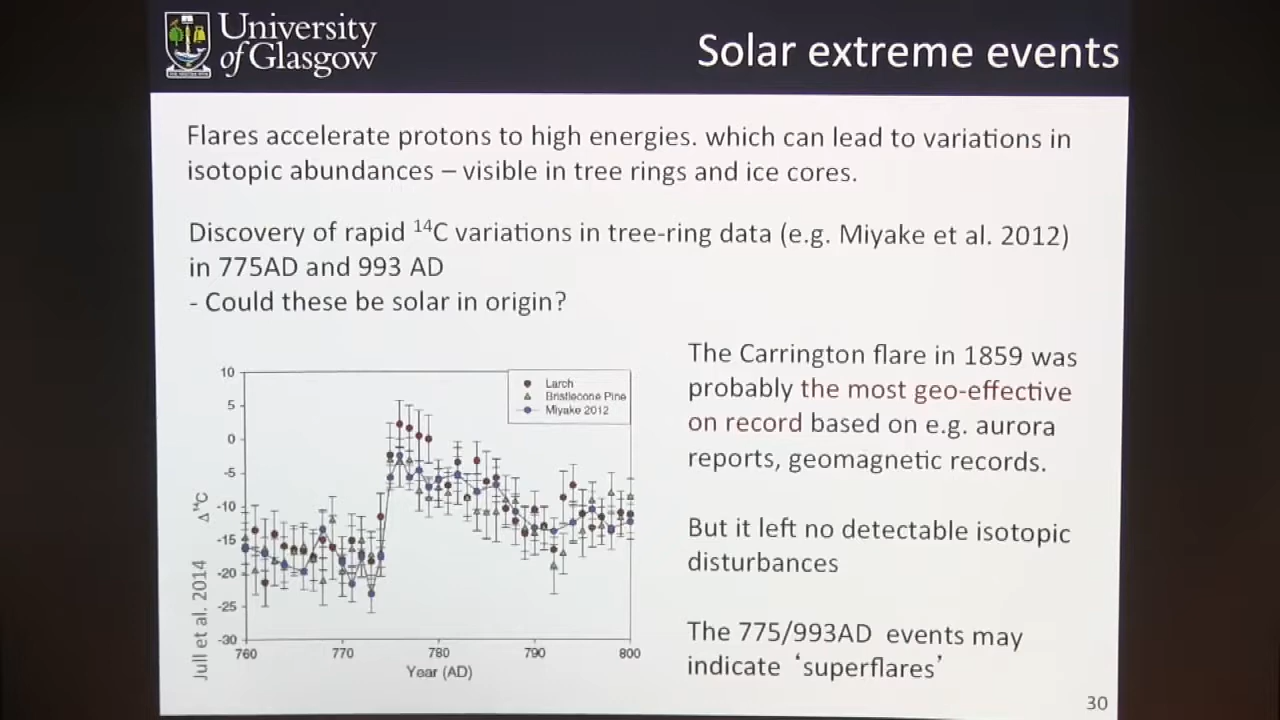 University
of Glasgow
Solar extreme events
Flares accelerate protons to high energies. which can lead to variations in
isotopic abundances – visible in tree rings and ice cores.
Discovery of rapid ¹⁴C variations in tree-ring data (e.g. Miyake et al. 2012)
in 775AD and 993 AD
- Could these be solar in origin?
10
5
0
-5
-10
-15
-20
-25
-30
Δ¹⁴C
Jull et al. 2014
Larch
Bristlecone Pine
Miyake 2012
760
770
780
790
800
Year (AD)
The Carrington flare in 1859 was
probably the most geo-effective
on record based on e.g. aurora
reports, geomagnetic records.
But it left no detectable isotopic
disturbances
The 775/993AD events may
indicate ‘superflares’
30